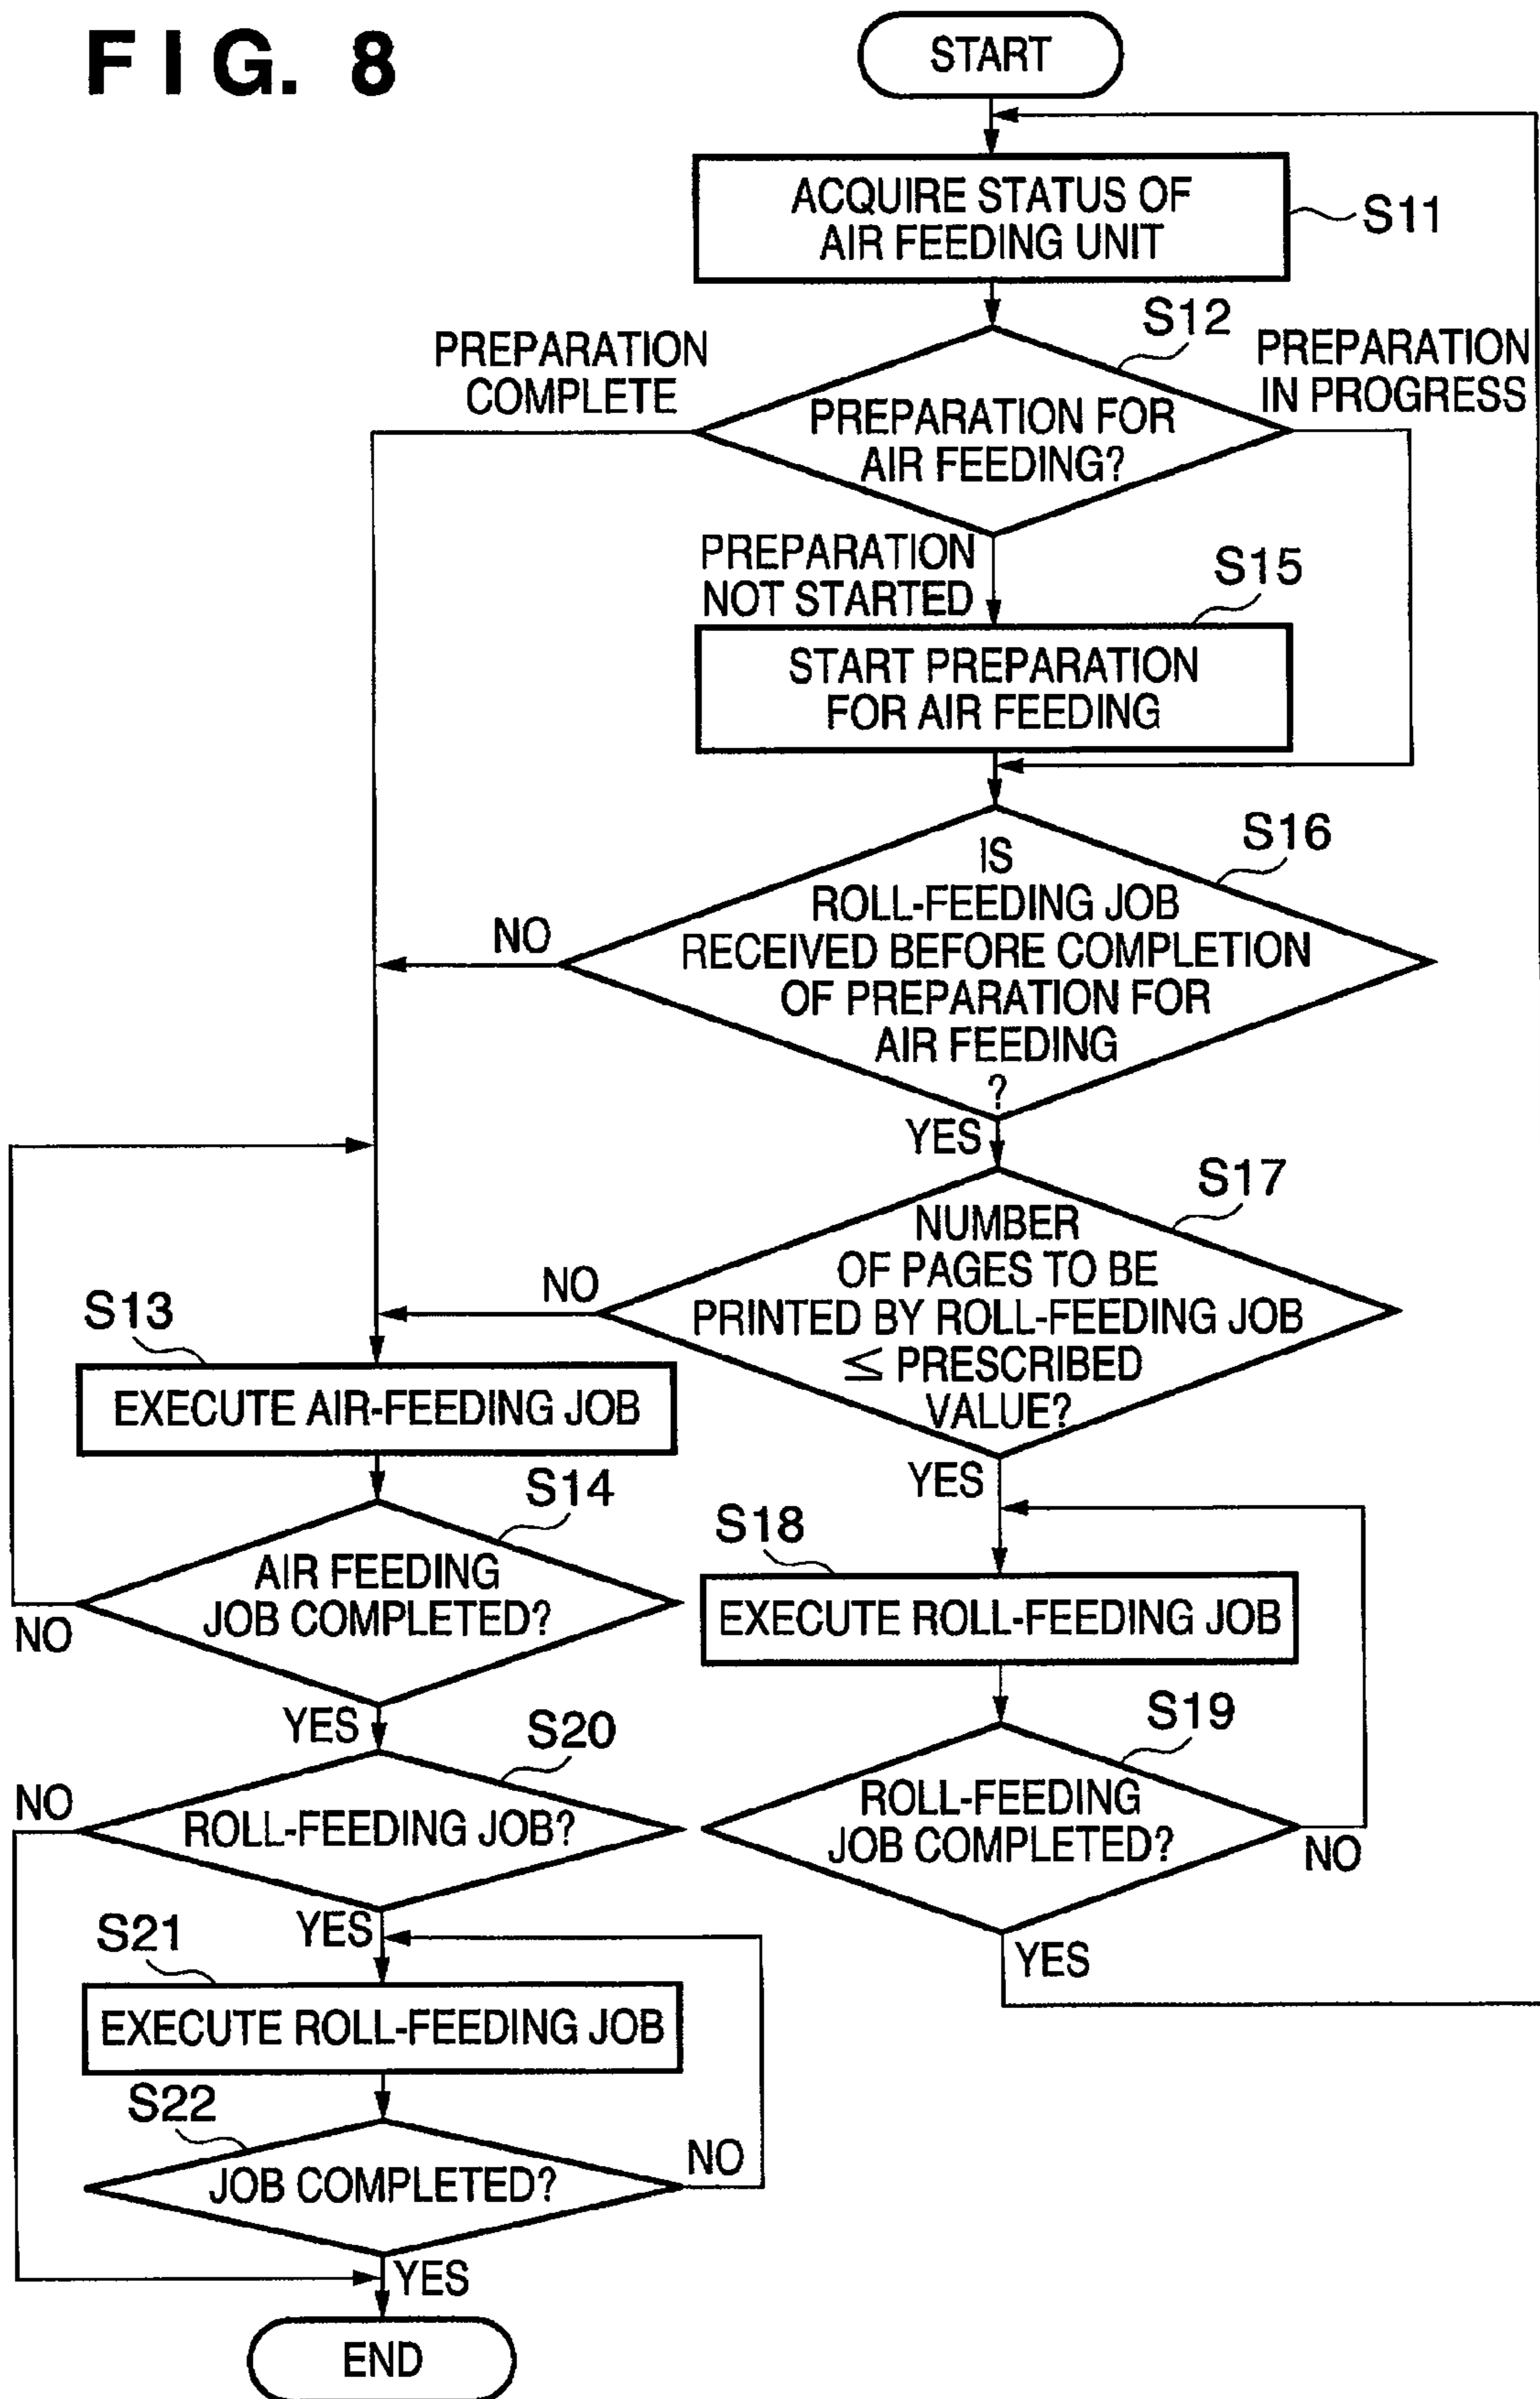 FIG. 8
START
ACQUIRE STATUS OF
AIR FEEDING UNIT
S11
S12
PREPARATION
COMPLETE
PREPARATION
IN PROGRESS
PREPARATION FOR
AIR FEEDING?
PREPARATION
NOT STARTED
S15
START PREPARATION
FOR AIR FEEDING
S16
IS
ROLL-FEEDING JOB
RECEIVED BEFORE COMPLETION
OF PREPARATION FOR
AIR FEEDING
?
NO
YES
S17
NUMBER
OF PAGES TO BE
PRINTED BY ROLL-FEEDING JOB
≤ PRESCRIBED
VALUE?
NO
YES
S13
EXECUTE AIR-FEEDING JOB
S14
AIR FEEDING
JOB COMPLETED?
NO
YES
S18
EXECUTE ROLL-FEEDING JOB
S19
ROLL-FEEDING
JOB COMPLETED?
NO
YES
S20
NO
ROLL-FEEDING JOB?
YES
S21
EXECUTE ROLL-FEEDING JOB
S22
JOB COMPLETED?
NO
YES
END